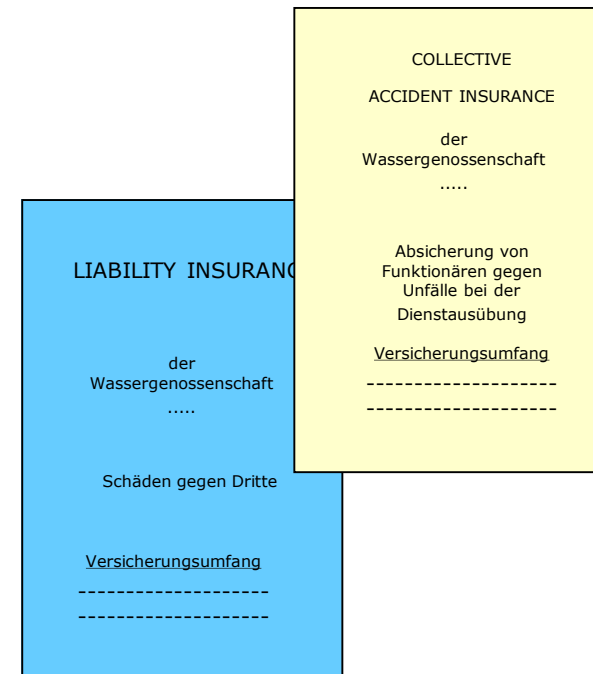 COLLECTIVE
ACCIDENT INSURANCE
der
Wassergenossenschaft
.....
Absicherung von
Funktionären gegen
Unfälle bei der
Dienstausübung
Versicherungsumfang
--------------------
--------------------
LIABILITY INSURANC
der
Wassergenossenschaft
.....
Schäden gegen Dritte
Versicherungsumfang
--------------------
--------------------